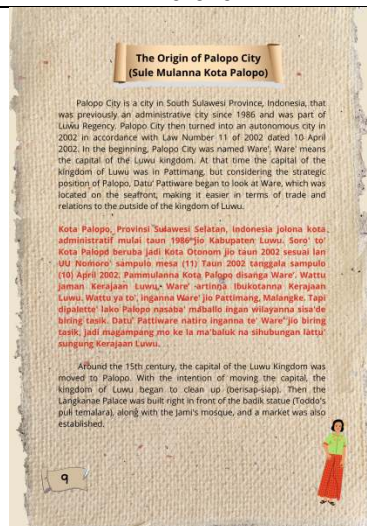 The Origin of Palopo City
(Sule Mulanna Kota Palopo)
Palopo City is a city in South Sulawesi Province, Indonesia, that
was previously an administrative city since 1986 and was part of
Luwu Regency. Palopo City then turned into an autonomous city in
2002 in accordance with Law Number 11 of 2002 dated 10 April
2002. In the beginning, Palopo City was named Ware', Ware' means
the capital of the Luwu kingdom. At that time the capital of the
kingdom of Luwu was in Pattimang, but considering the strategic
position of Palopo, Datu' Pattiware began to look at Ware, which was
located on the seafront, making it easier in terms of trade and
relations to the outside of the kingdom of Luwu.
Kota Palopo, Provinsi Sulawesi Selatan, Indonesia jolona kota
administratif mulai taun 1986 jio Kabupaten Luwu. Soro' to'
Kota Palopo beruba jadi Kota Otonom jio taun 2002 sesuai lan
UU Nomoro' sampulo mesa (11) Taun 2002 tanggala sampulo
(10) April 2002. Pammulanna Kota Palopo disanga Ware'. Wattu
jaman Kerajaan Luwu, Ware' artinna Ibukotanna Kerajaan
Luwu. Wattu ya to', inganna Ware' jio Pattimang, Malangke. Tapi
dipalette' lako Palopo nasaba' maballo ingan wilayanna sisa'de
biring tasik. Datu' Pattiware natiro inganna te' Ware' jio biring
tasik, jadi magampang mo ke la ma'baluk na sihubungan lattu'
sungung Kerajaan Luwu.
Around the 15th century, the capital of the Luwu Kingdom was
moved to Palopo. With the intention of moving the capital, the
kingdom of Luwu began to clean up (berisap-siap). Then the
Langkanae Palace was built right in front of the badik statue (Toddo's
puli temalara), along with the Jami's mosque, and a market was also
established.
9